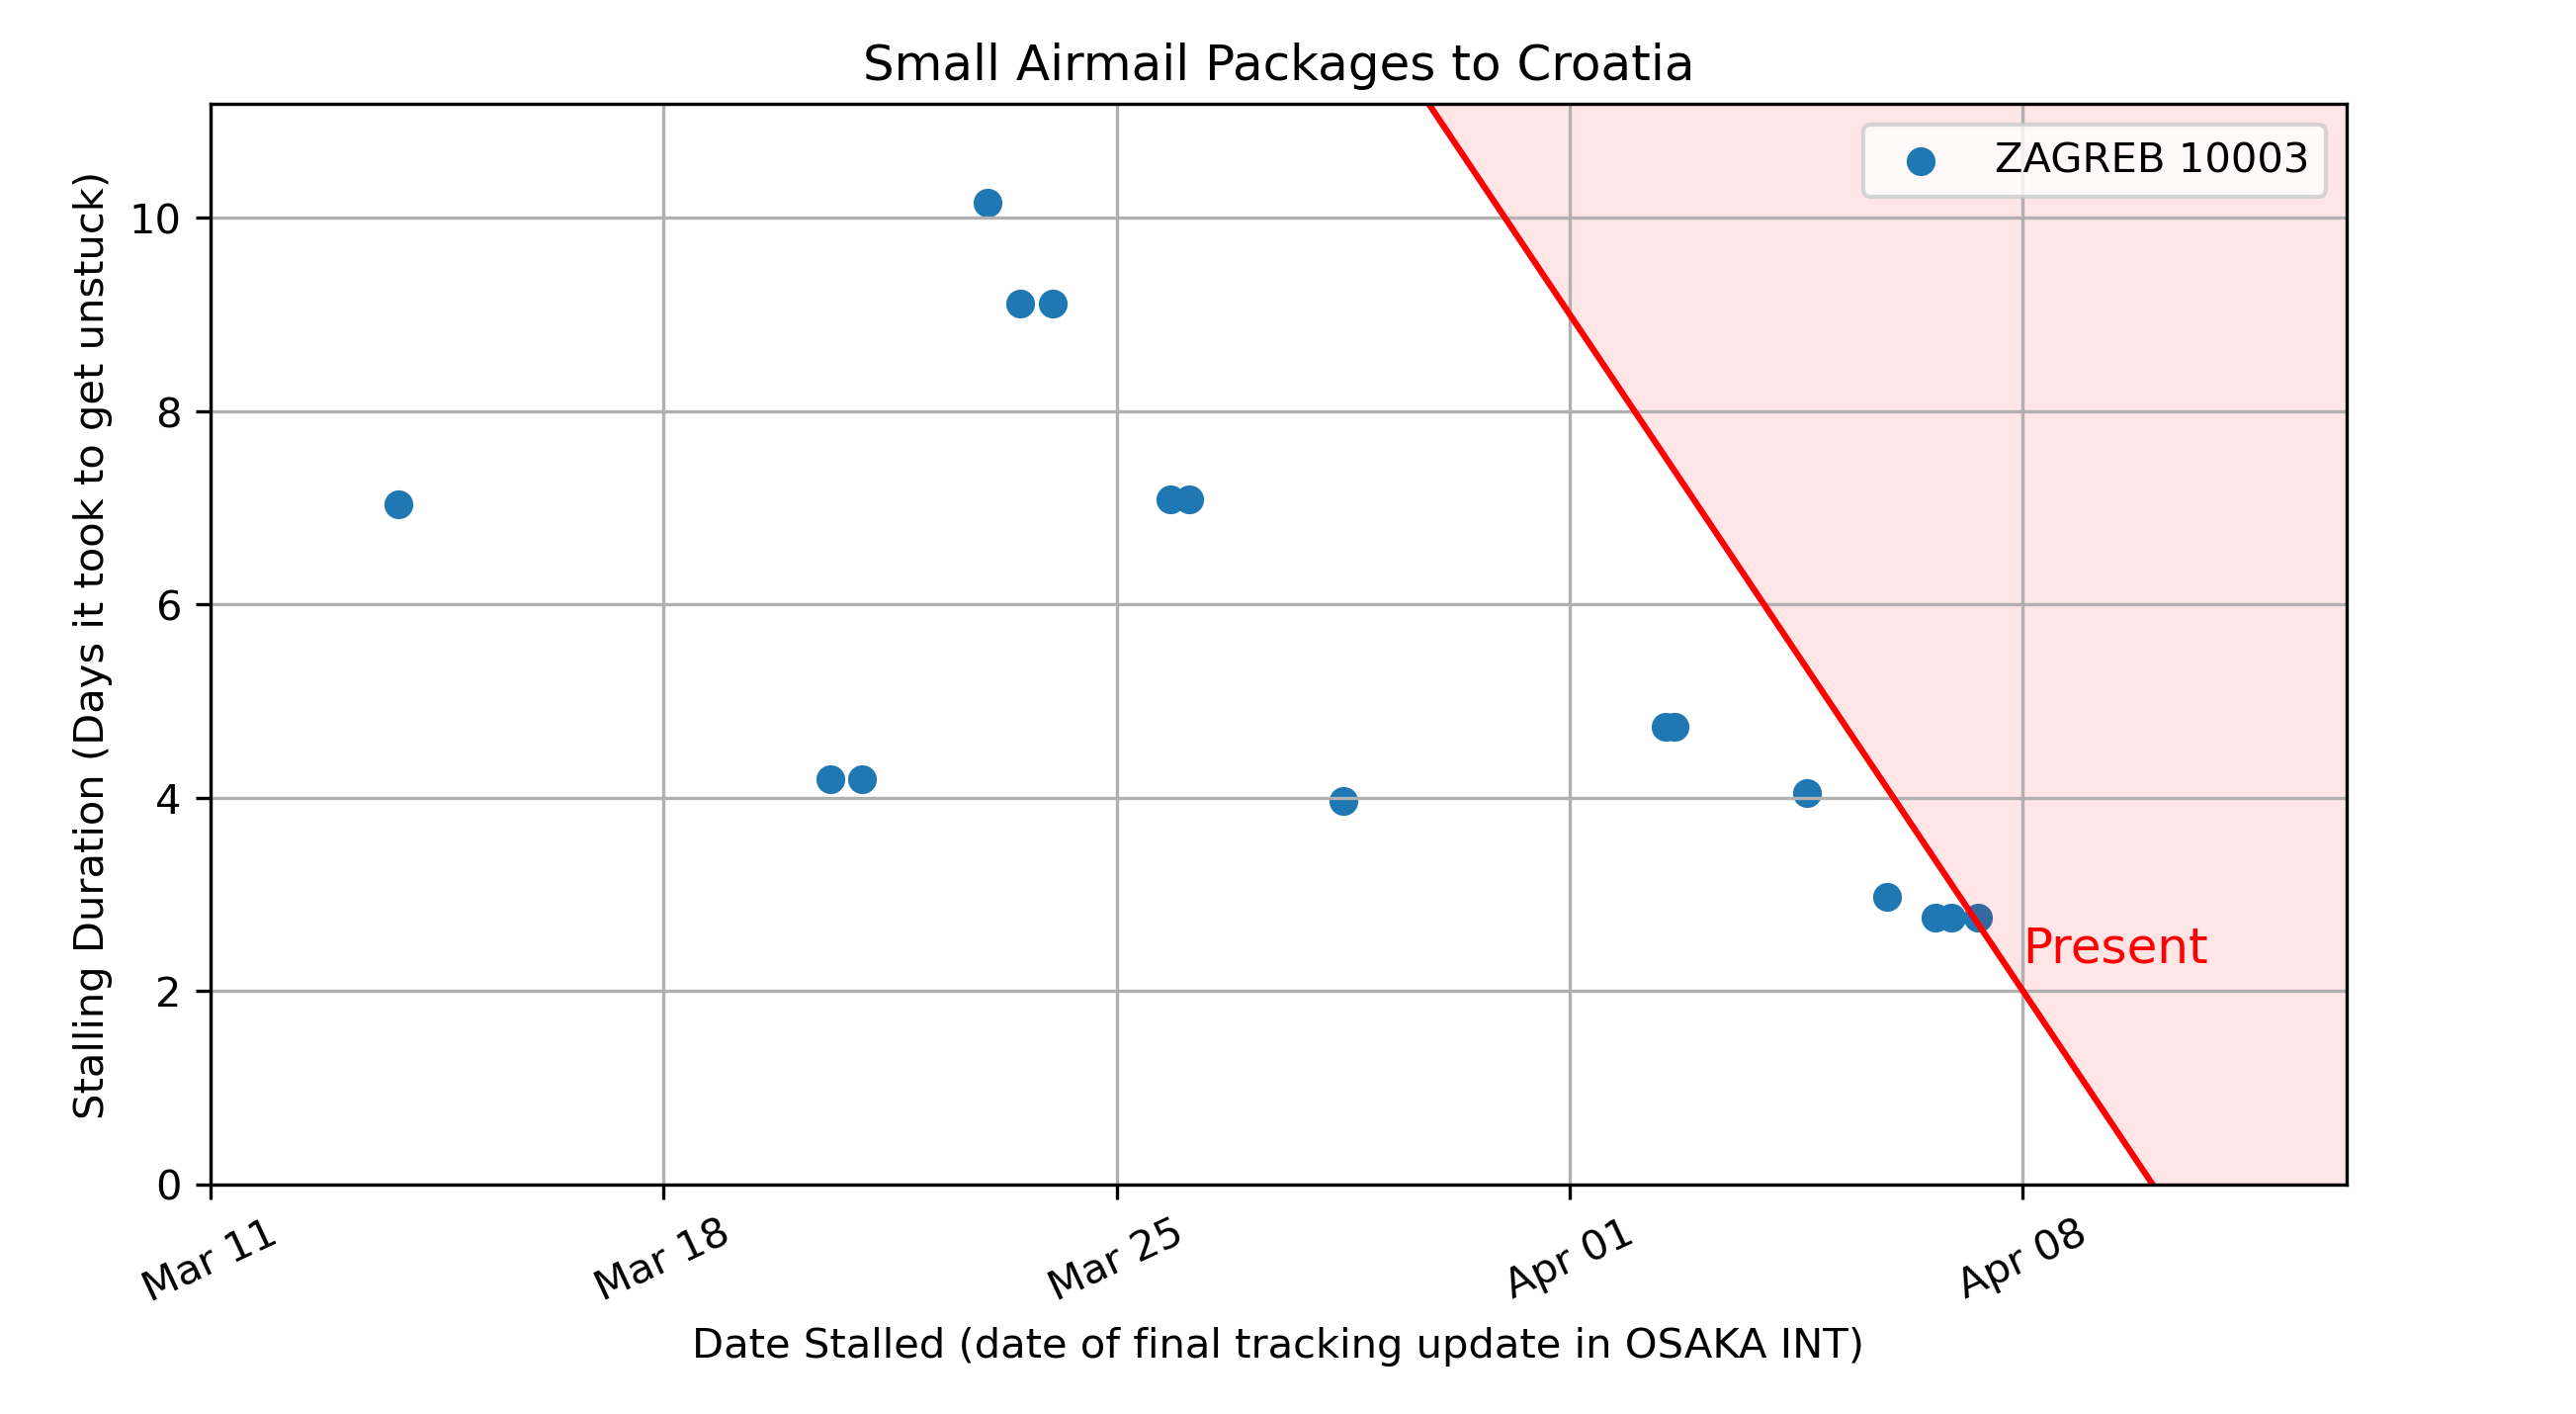 Small Airmail Packages to Croatia
ZAGREB 10003
Stalling Duration (Days it took to get unstuck)
10
8
6
4
2
0
Present
Mar 11
Mar 18
Mar 25
Apr 01
Apr 08
Date Stalled (date of final tracking update in OSAKA INT)